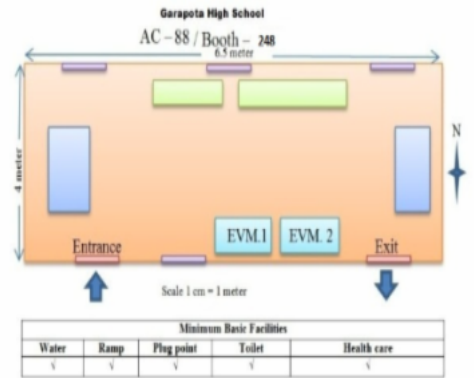 Garapota High School
AC – 88 / Booth – 248
6.5 meter
4 meter
N
EVM.1 EVM. 2
Entrance Exit
Scale 1 cm = 1 meter
Minimum Basic Facilities
Water Ramp Plug point Toilet Health care
√ √ √ √ √